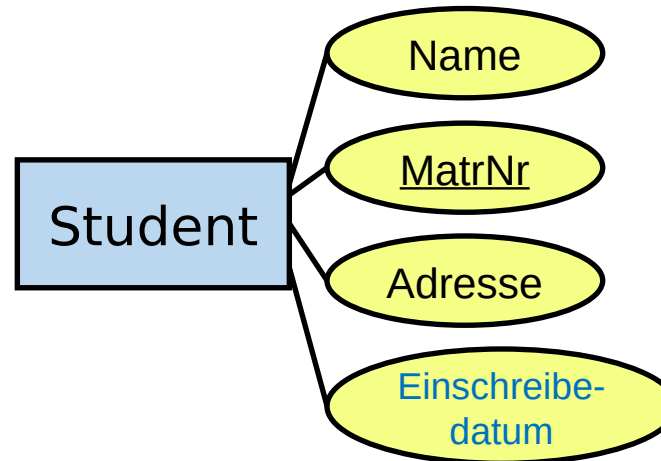 Name
MatrNr
Student
Adresse
Einschreibe-
datum